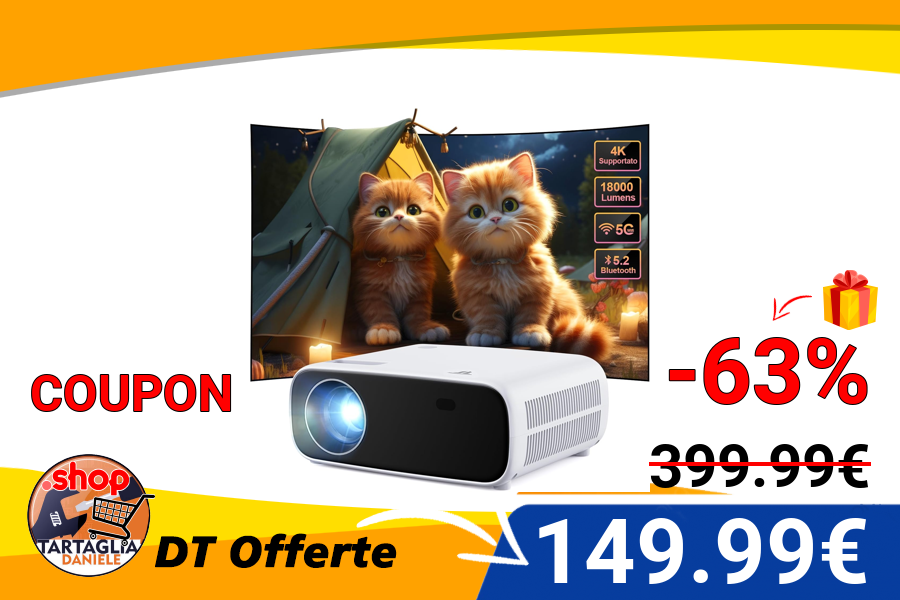 4K
Supportato
18000
Lumens
5G
5.2
Bluetooth
-63%
COUPON
399.99€
.shop
TARTAGLIA
DANIELE
DT Offerte
149.99€